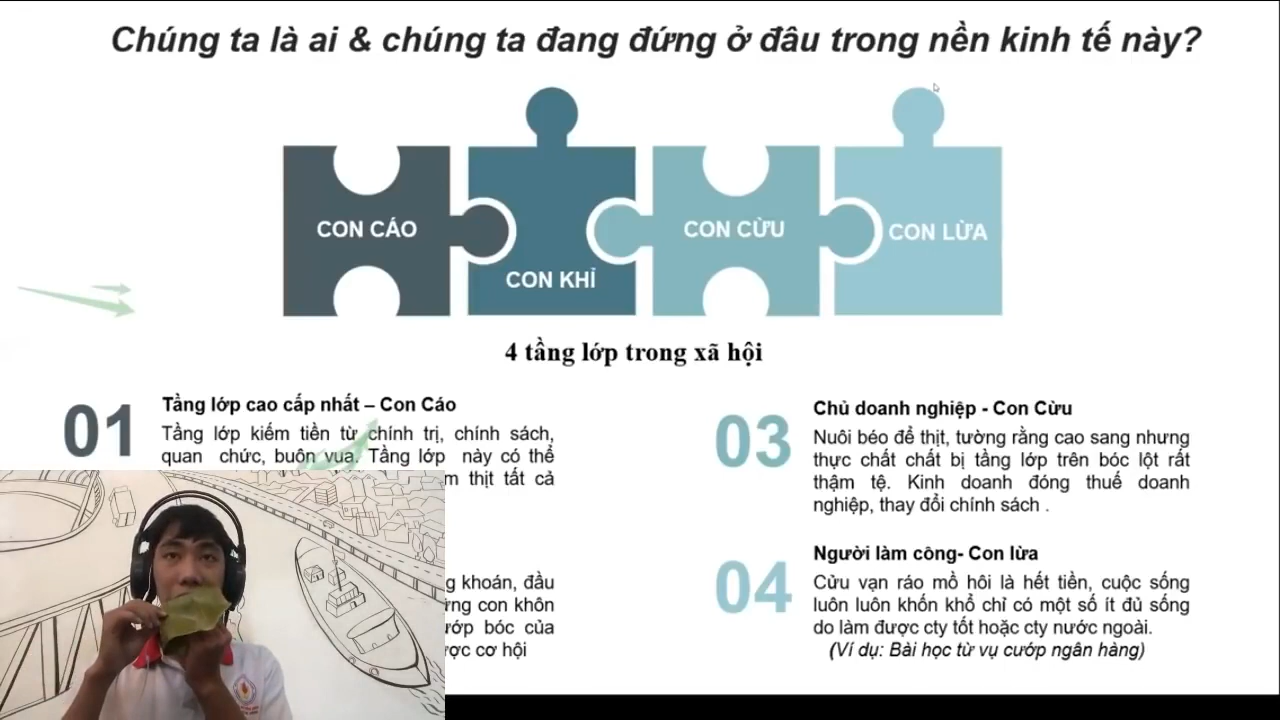 Chúng ta là ai & chúng ta đang đứng ở đâu trong nền kinh tế này?
CON CÁO
CON KHỈ
CON CỪU
CON LỪA
4 tầng lớp trong xã hội
01
Tầng lớp cao cấp nhất – Con Cáo
Tầng lớp kiếm tiền từ chính trị, chính sách,
quan chức, buôn vua. Tầng lớp này có thể
thịt tất cả
khoán, đầu
con khôn
bóc của
cơ hội
03
Chủ doanh nghiệp - Con Cừu
Nuôi béo để thịt, tường rằng cao sang nhưng
thực chất chất bị tầng lớp trên bóc lột rất
thậm tệ. Kinh doanh đóng thuế doanh
nghiệp, thay đổi chính sách .
04
Người làm công- Con lừa
Cửu vạn ráo mồ hôi là hết tiền, cuộc sống
luôn luôn khốn khổ chỉ có một số ít đủ sống
do làm được cty tốt hoặc cty nước ngoài.
(Ví dụ: Bài học từ vụ cướp ngân hàng)